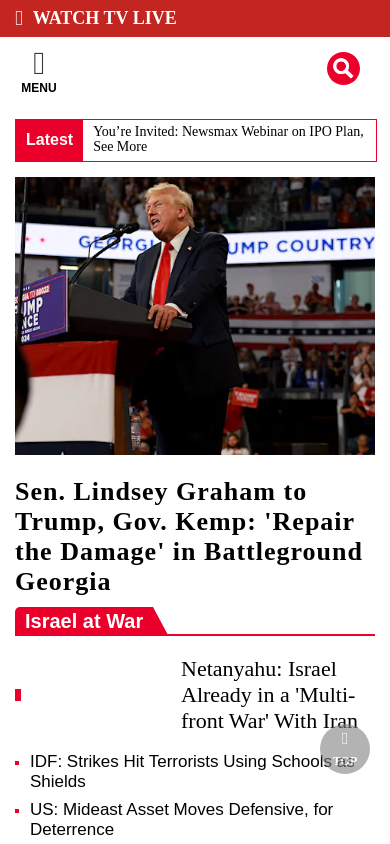 WATCH TV LIVE
MENU
Latest
You’re Invited: Newsmax Webinar on IPO Plan,
See More
GEORGIA
UMP COUNTRY
Sen. Lindsey Graham to
Trump, Gov. Kemp: 'Repair
the Damage' in Battleground
Georgia
Israel at War
Netanyahu: Israel
Already in a 'Multi-
front War' With Iran
TOP
IDF: Strikes Hit Terrorists Using Schools as
Shields
US: Mideast Asset Moves Defensive, for
Deterrence